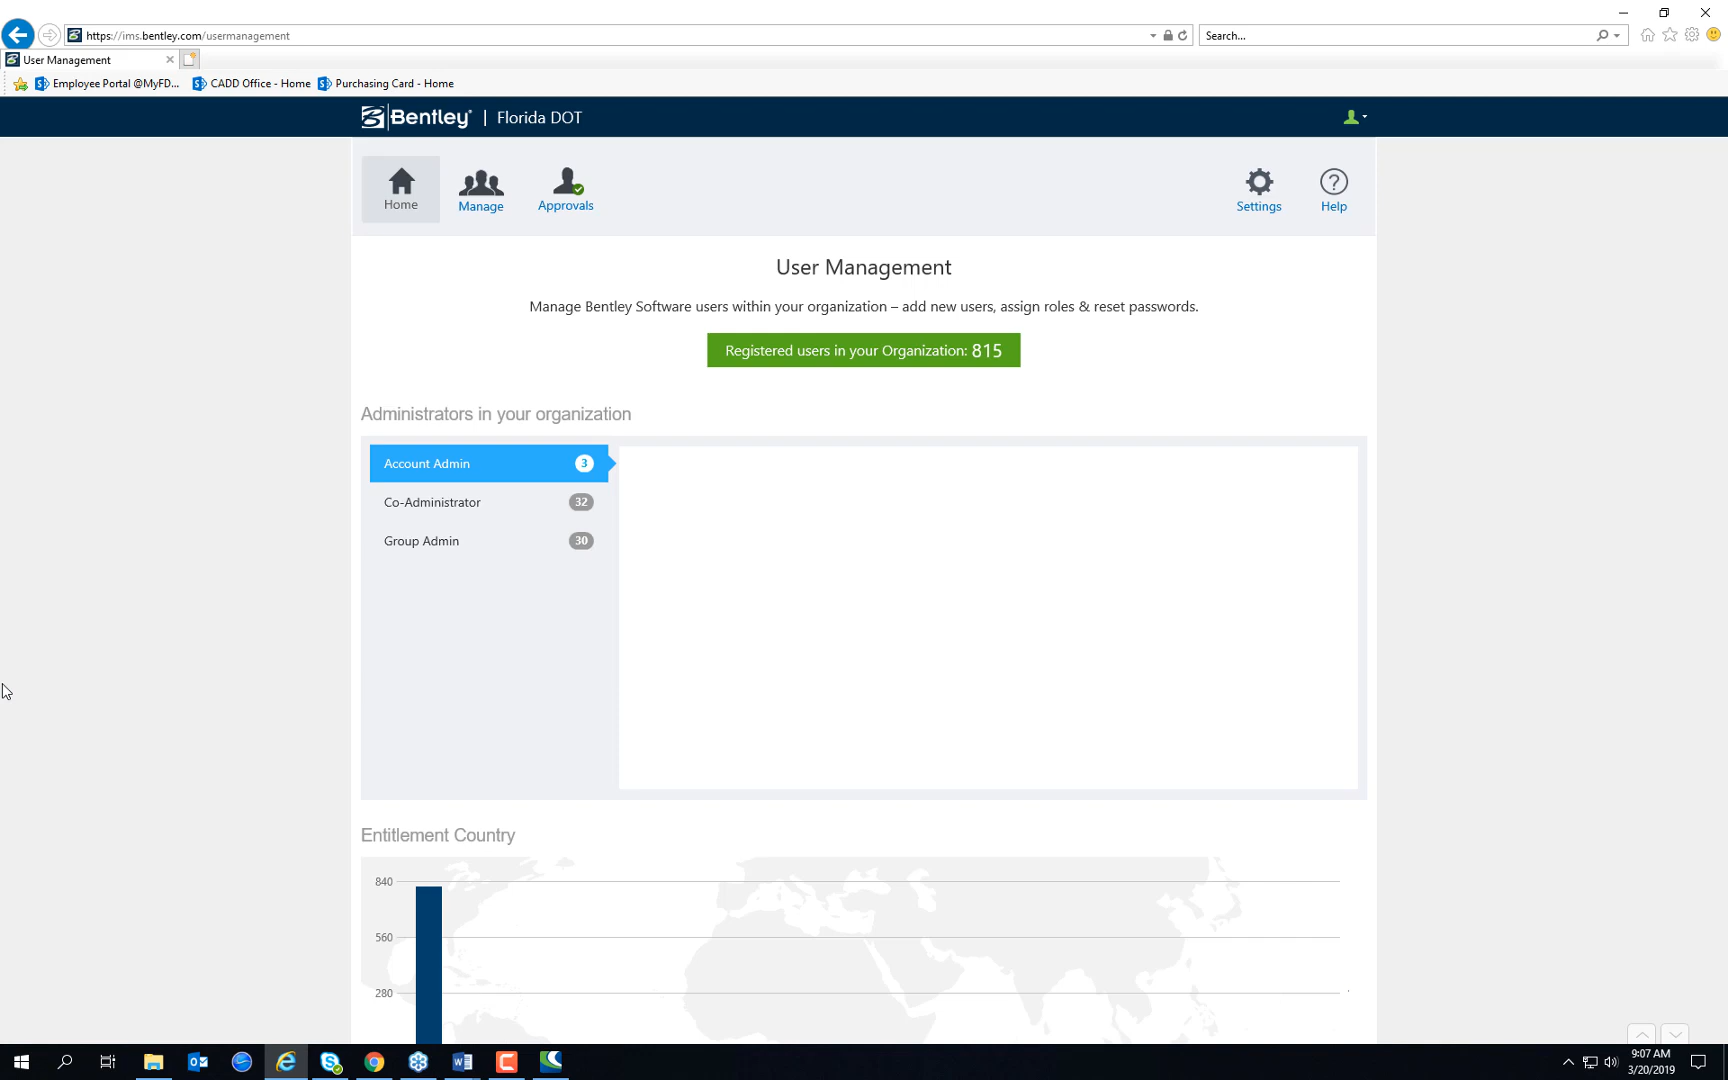 https://ims.bentley.com/usermanagement
Search...
User Management
Employee Portal @MyFD...
CADD Office - Home
Purchasing Card - Home
Bentley | Florida DOT
Home
Manage
Approvals
Settings
Help
User Management
Manage Bentley Software users within your organization – add new users, assign roles & reset passwords.
Registered users in your Organization: 815
Administrators in your organization
Account Admin 3
Co-Administrator 32
Group Admin 30
Entitlement Country
840
560
280
9:07 AM
3/20/2019